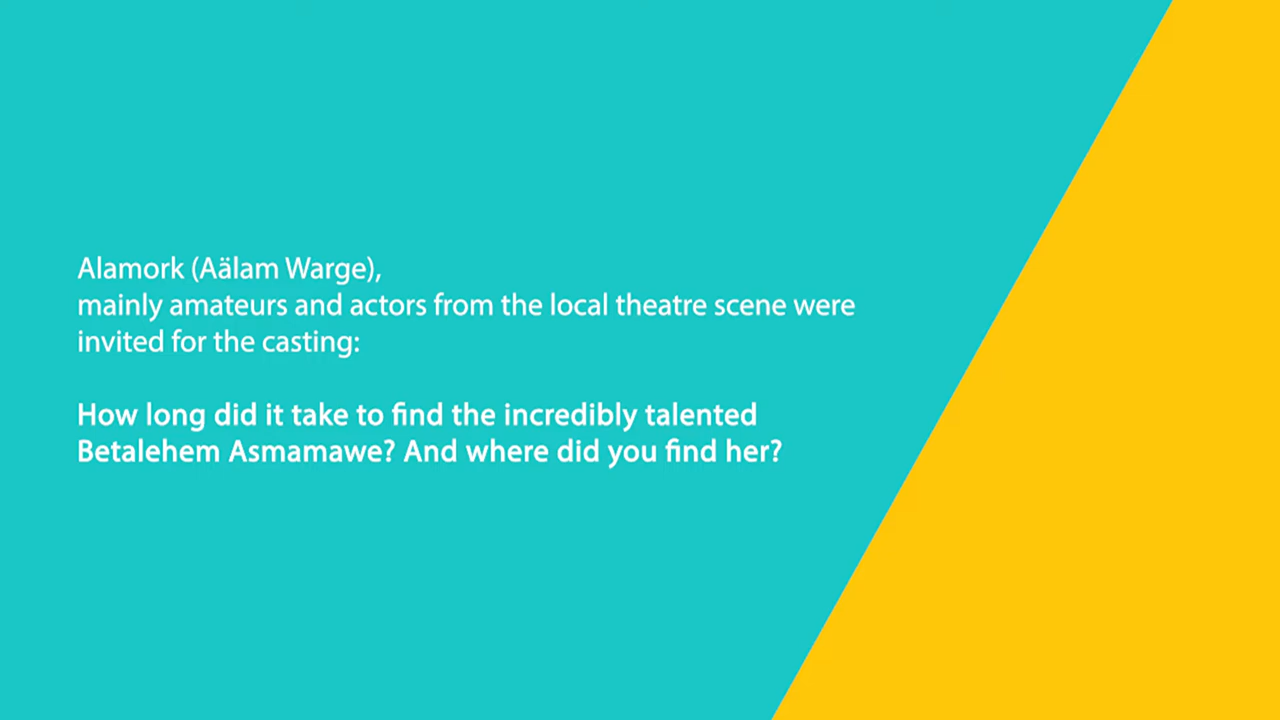 Alamork (Aälam Warge),
mainly amateurs and actors from the local theatre scene were
invited for the casting:
How long did it take to find the incredibly talented
Betalehem Asmamawe? And where did you find her?